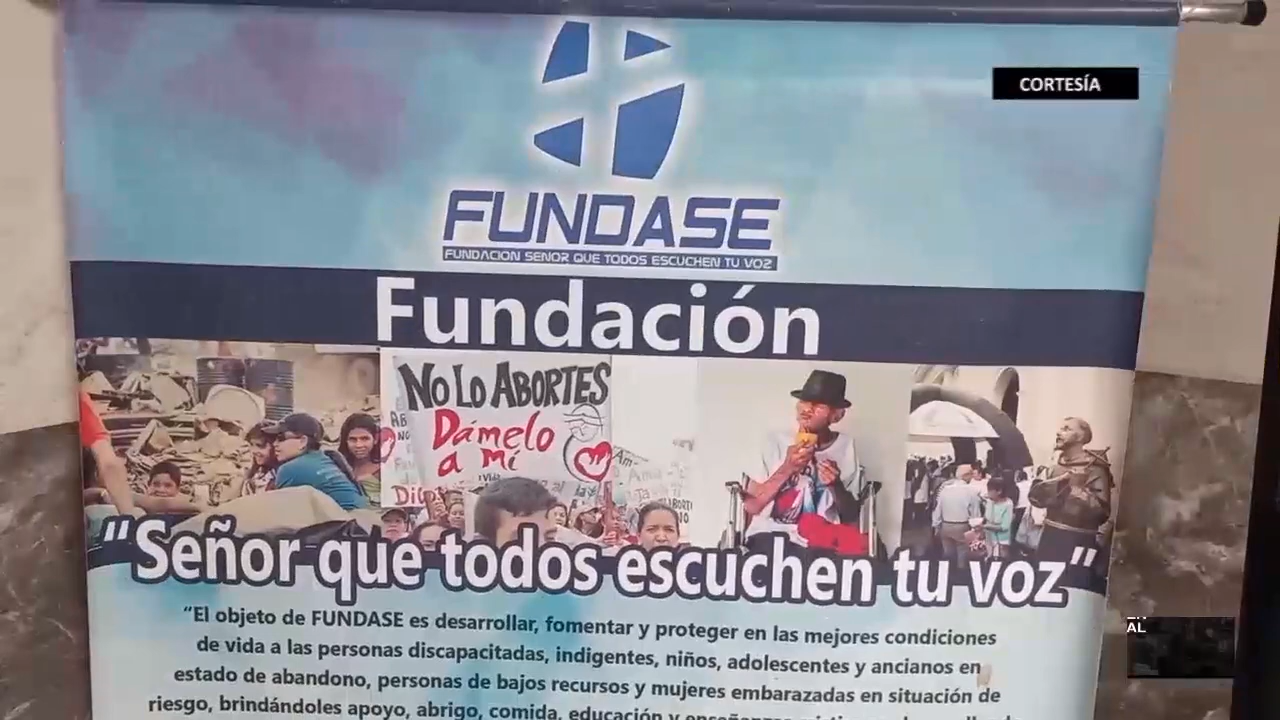 CORTESÍA
FUNDASE
FUNDACION SEÑOR QUE TODOS ESCUCHEN TU VOZ
Fundación
NO LO ABORTES
Dámelo
a mí
“Señor que todos escuchen tu voz”
“El objeto de FUNDASE es desarrollar, fomentar y proteger en las mejores condiciones
de vida a las personas discapacitadas, indigentes, niños, adolescentes y ancianos en
estado de abandono, personas de bajos recursos y mujeres embarazadas en situación de
riesgo, brindándoles apoyo, abrigo, comida, educación y
AL